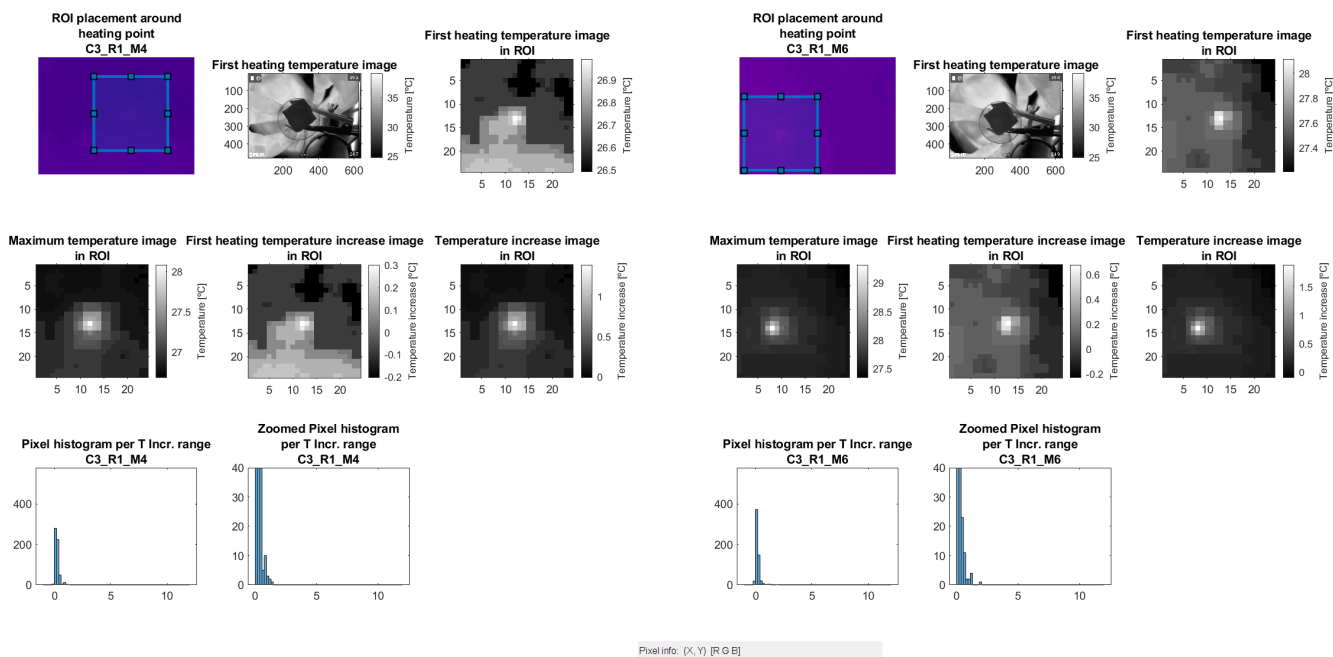 ROI placement around
heating point
C3_R1_M4
First heating temperature image
100
200
300
400
200 400 600
35
30
25
Temperature [ºC]
First heating temperature image
in ROI
5
10
15
20
5 10 15 20
26.9
26.8
26.7
26.6
26.5
Temperature [ºC]
ROI placement around
heating point
C3_R1_M6
First heating temperature image
100
200
300
400
200 400 600
35
30
25
Temperature [ºC]
First heating temperature image
in ROI
5
10
15
20
5 10 15 20
28
27.8
27.6
27.4
Temperature [ºC]
Maximum temperature image
in ROI
5
10
15
20
5 10 15 20
28
27.5
27
Temperature [ºC]
First heating temperature increase image
in ROI
5
10
15
20
5 10 15 20
0.3
0.2
0.1
0
-0.1
-0.2
Temperature increase [ºC]
Temperature increase image
in ROI
5
10
15
20
5 10 15 20
1
0.5
0
Temperature increase [ºC]
Maximum temperature image
in ROI
5
10
15
20
5 10 15 20
29
28.5
28
27.5
Temperature [ºC]
First heating temperature increase image
in ROI
5
10
15
20
5 10 15 20
0.6
0.4
0.2
0
-0.2
Temperature increase [ºC]
Temperature increase image
in ROI
5
10
15
20
5 10 15 20
1.5
1
0.5
0
Temperature increase [ºC]
Pixel histogram per T Incr. range
C3_R1_M4
400
200
0
0 5 10
Zoomed Pixel histogram
per T Incr. range
C3_R1_M4
40
30
20
10
0
0 5 10
Pixel histogram per T Incr. range
C3_R1_M6
400
200
0
0 5 10
Zoomed Pixel histogram
per T Incr. range
C3_R1_M6
40
30
20
10
0
0 5 10
Pixel info: (X, Y) [R G B]